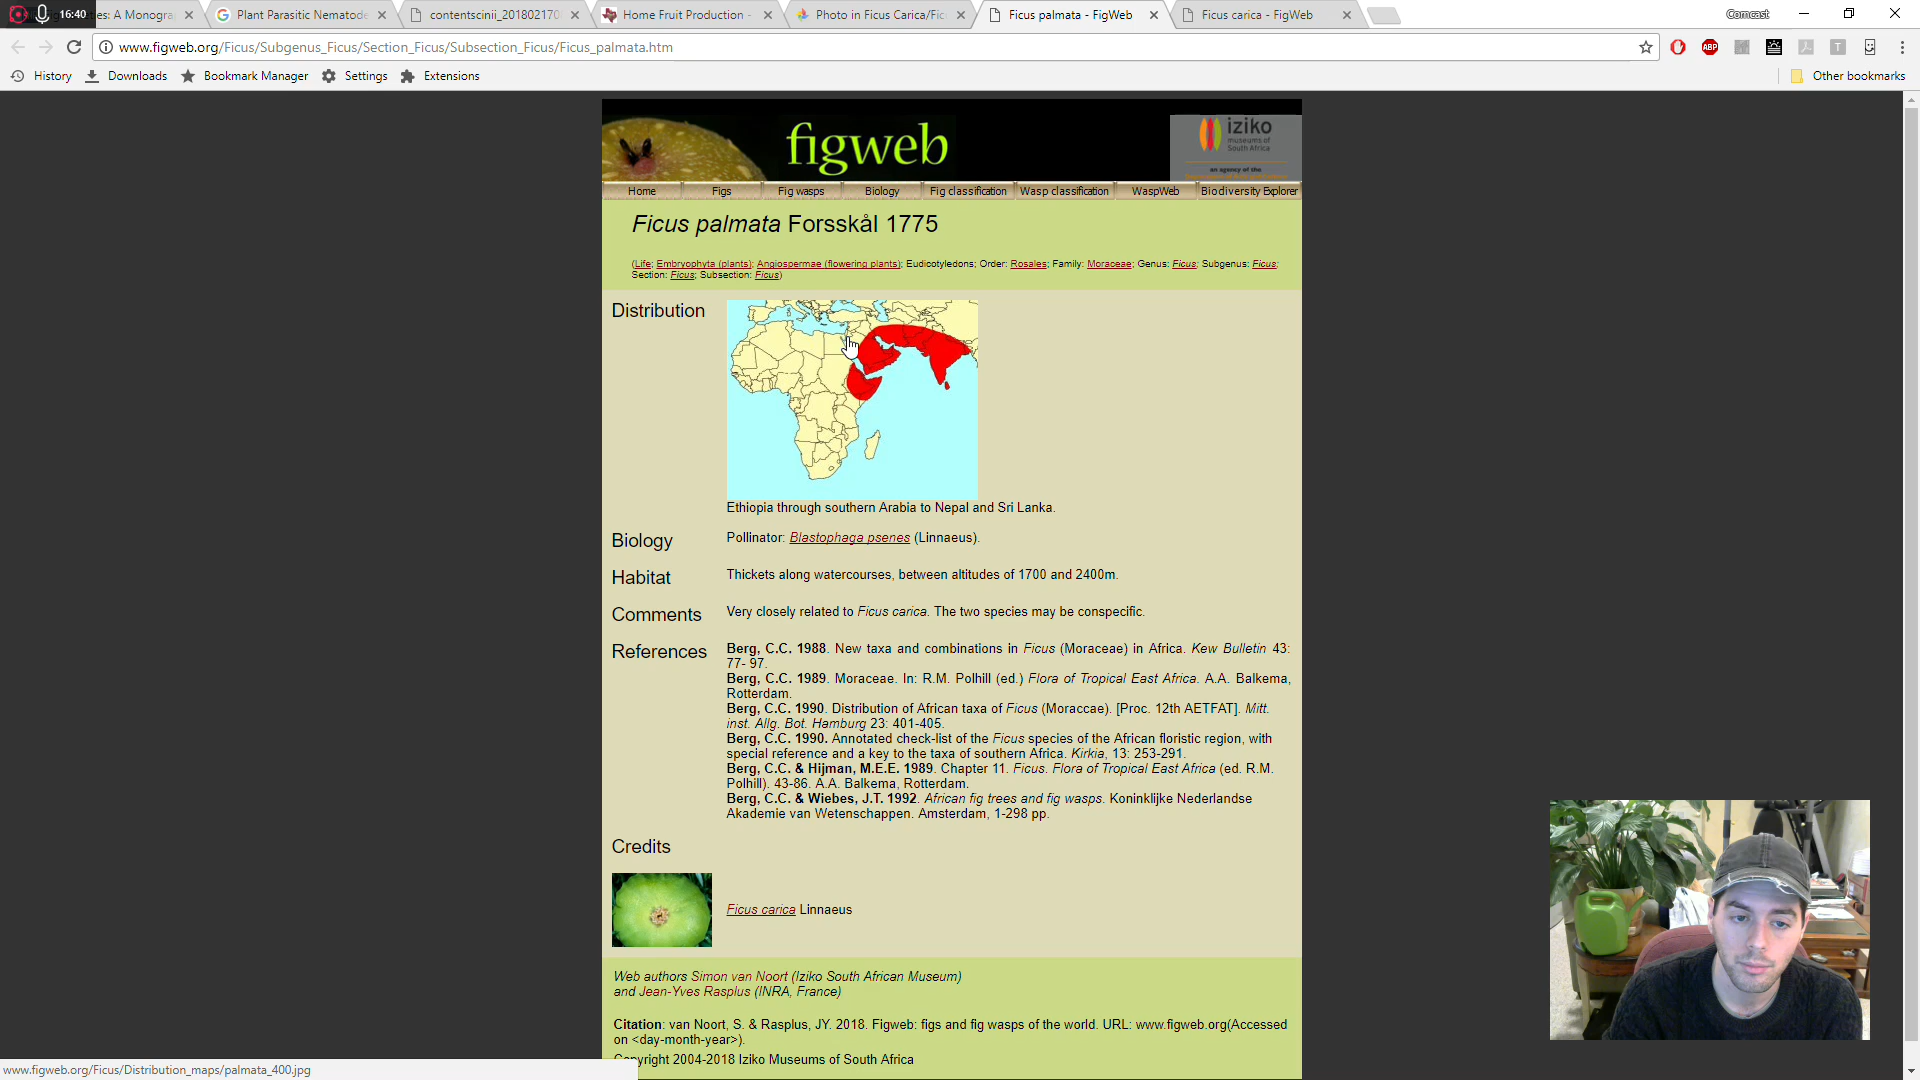 16:40
ties: A Monogra
Plant Parasitic Nematode
contentscinii_201802170
Home Fruit Production -
Photo in Ficus Carica/Fic
Ficus palmata - FigWeb
Ficus carica - FigWeb
Comcast
www.figweb.org/Ficus/Subgenus_Ficus/Section_Ficus/Subsection_Ficus/Ficus_palmata.htm
ABP
T
History
Downloads
Bookmark Manager
Settings
Extensions
Other bookmarks
figweb
iziko
museums of
South Africa
an agency of the
Home
Figs
Fig wasps
Biology
Fig classification
Wasp classification
WaspWeb
Biodiversity Explorer
Ficus palmata Forsskål 1775
(Life; Embryophyta (plants); Angiospermae (flowering plants); Eudicotyledons; Order: Rosales; Family: Moraceae; Genus: Ficus; Subgenus: Ficus;
Section: Ficus; Subsection: Ficus)
Distribution
Ethiopia through southern Arabia to Nepal and Sri Lanka.
Biology
Pollinator: Blastophaga psenes (Linnaeus).
Habitat
Thickets along watercourses, between altitudes of 1700 and 2400m.
Comments
Very closely related to Ficus carica. The two species may be conspecific.
References
Berg, C.C. 1988. New taxa and combinations in Ficus (Moraceae) in Africa. Kew Bulletin 43:
77- 97.
Berg, C.C. 1989. Moraceae. In: R.M. Polhill (ed.) Flora of Tropical East Africa. A.A. Balkema,
Rotterdam.
Berg, C.C. 1990. Distribution of African taxa of Ficus (Moraccae). [Proc. 12th AETFAT]. Mitt.
inst. Allg. Bot. Hamburg 23: 401-405.
Berg, C.C. 1990. Annotated check-list of the Ficus species of the African floristic region, with
special reference and a key to the taxa of southern Africa. Kirkia, 13: 253-291.
Berg, C.C. & Hijman, M.E.E. 1989. Chapter 11. Ficus. Flora of Tropical East Africa (ed. R.M.
Polhill). 43-86. A.A. Balkema, Rotterdam.
Berg, C.C. & Wiebes, J.T. 1992. African fig trees and fig wasps. Koninklijke Nederlandse
Akademie van Wetenschappen. Amsterdam, 1-298 pp.
Credits
Ficus carica Linnaeus
Web authors Simon van Noort (Iziko South African Museum)
and Jean-Yves Rasplus (INRA, France)
Citation: van Noort, S. & Rasplus, JY. 2018. Figweb: figs and fig wasps of the world. URL: www.figweb.org(Accessed
on <day-month-year>).
Copyright 2004-2018 Iziko Museums of South Africa
www.figweb.org/Ficus/Distribution_maps/palmata_400.jpg